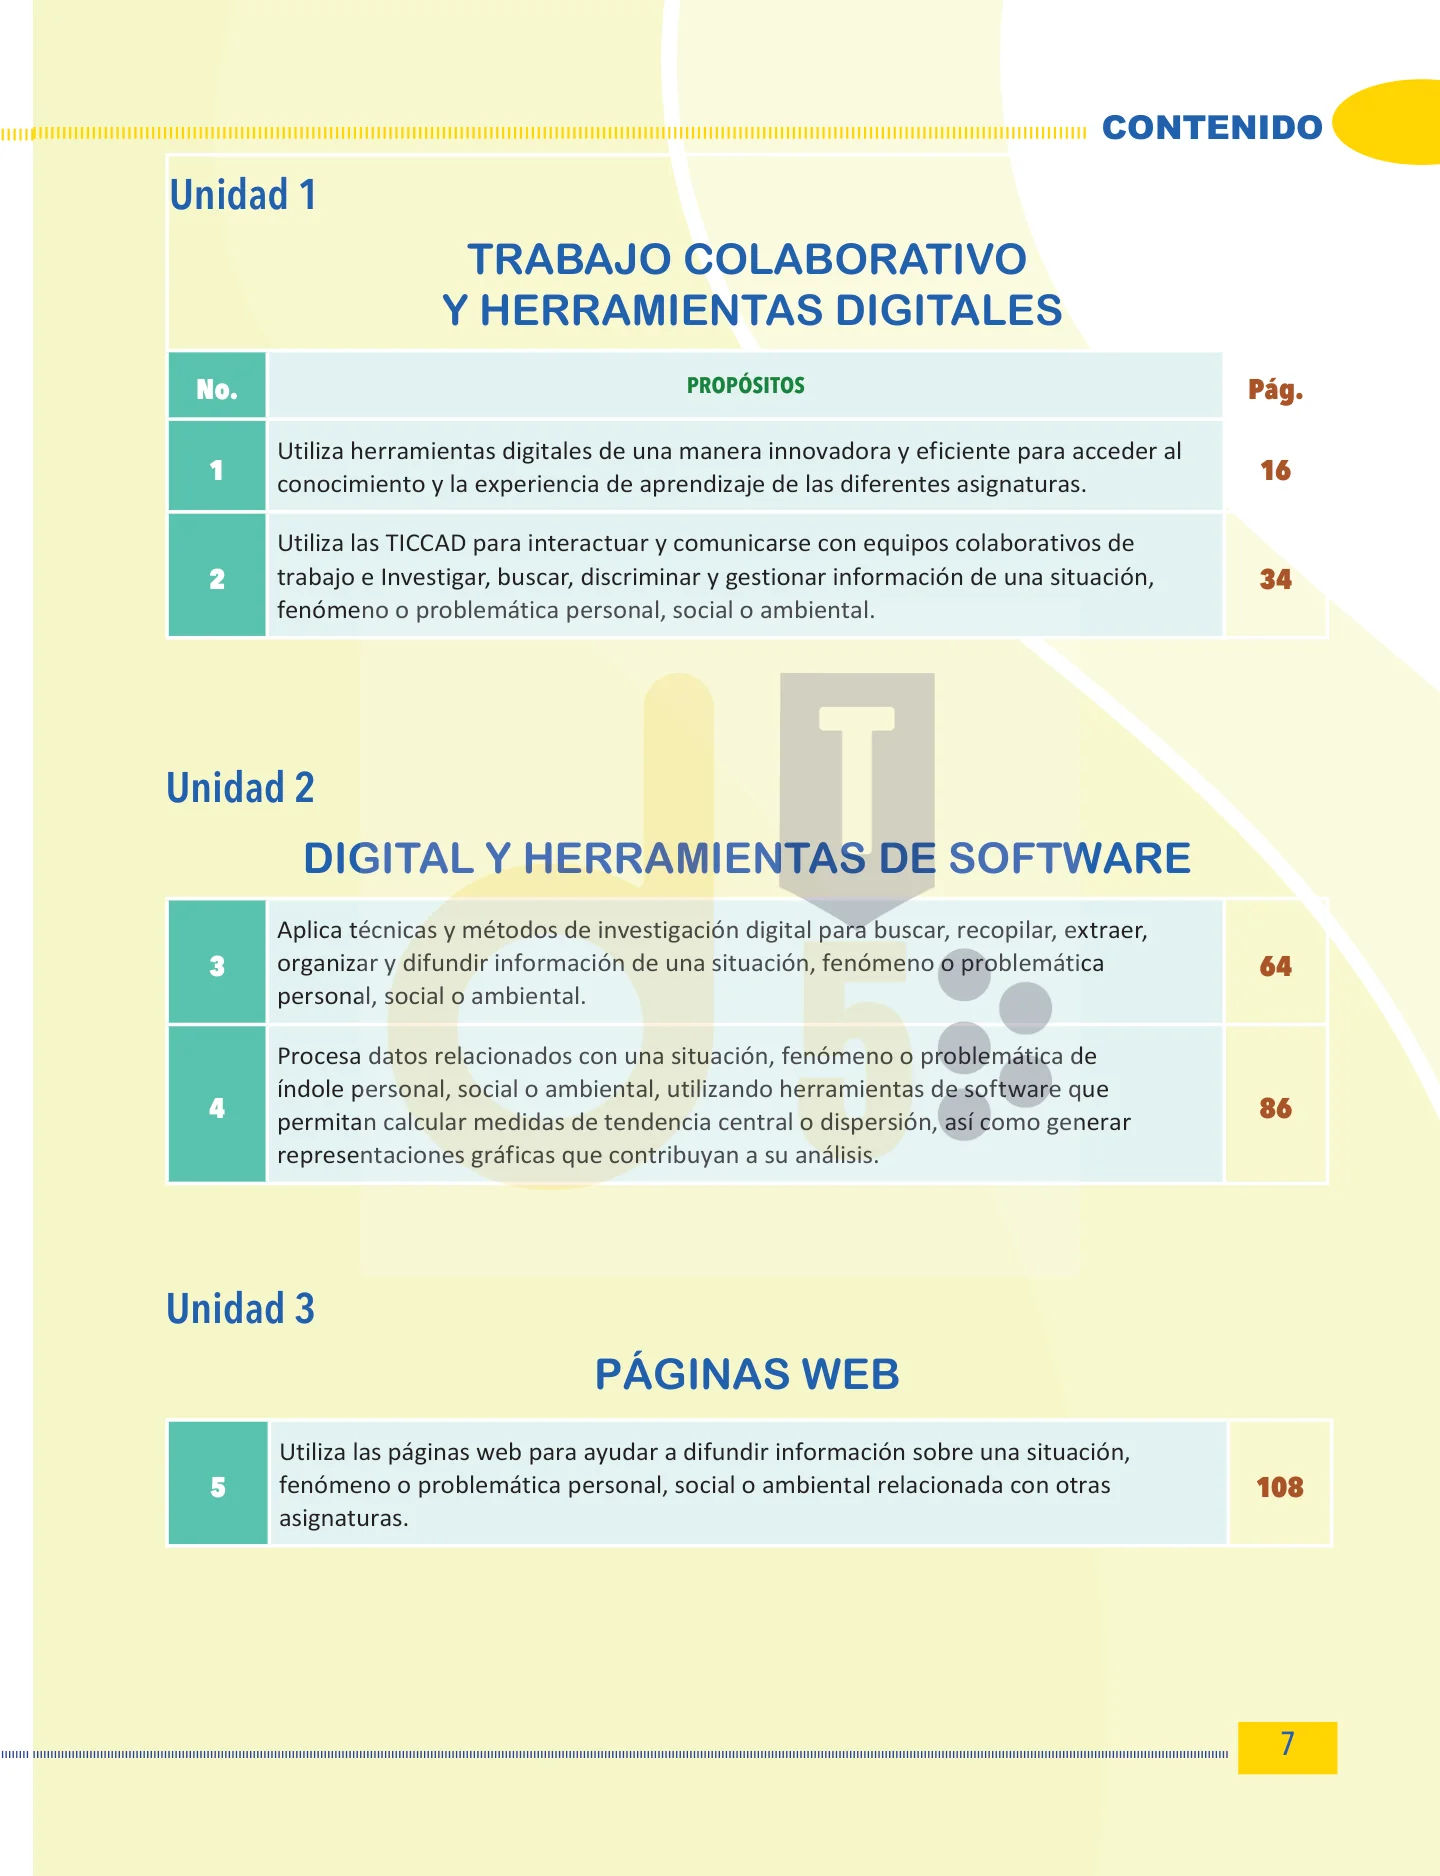 CONTENIDO
Unidad 1
TRABAJO COLABORATIVO
Y HERRAMIENTAS DIGITALES
No. PROPÓSITOS Pág.
1 Utiliza herramientas digitales de una manera innovadora y eficiente para acceder al
conocimiento y la experiencia de aprendizaje de las diferentes asignaturas. 16
2 Utiliza las TICCAD para interactuar y comunicarse con equipos colaborativos de
trabajo e Investigar, buscar, discriminar y gestionar información de una situación,
fenómeno o problemática personal, social o ambiental. 34
Unidad 2
DIGITAL Y HERRAMIENTAS DE SOFTWARE
3 Aplica técnicas y métodos de investigación digital para buscar, recopilar, extraer,
organizar y difundir información de una situación, fenómeno o problemática
personal, social o ambiental. 64
4 Procesa datos relacionados con una situación, fenómeno o problemática de
índole personal, social o ambiental, utilizando herramientas de software que
permitan calcular medidas de tendencia central o dispersión, así como generar
representaciones gráficas que contribuyan a su análisis. 86
Unidad 3
PÁGINAS WEB
5 Utiliza las páginas web para ayudar a difundir información sobre una situación,
fenómeno o problemática personal, social o ambiental relacionada con otras
asignaturas. 108
7
d T 5